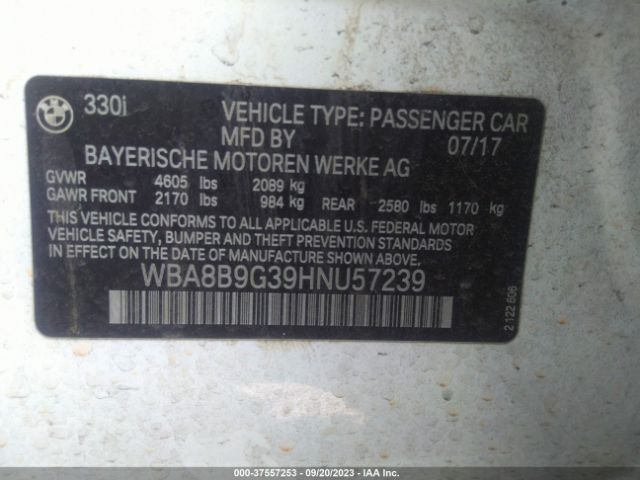 BMW
330i VEHICLE TYPE: PASSENGER CAR
MFD BY 07/17
BAYERISCHE MOTOREN WERKE AG
GVWR 4605 lbs 2089 kg
GAWR FRONT 2170 lbs 984 kg REAR 2580 lbs 1170 kg
THIS VEHICLE CONFORMS TO ALL APPLICABLE U.S. FEDERAL MOTOR
VEHICLE SAFETY, BUMPER AND THEFT PREVENTION
STANDARDS IN EFFECT ON THE DATE OF MANUFACTURE SHOWN ABOVE.
WBA8B9G39HNU57239
2 122 606
000-37557253 - 09/20/2023 - IAA Inc.